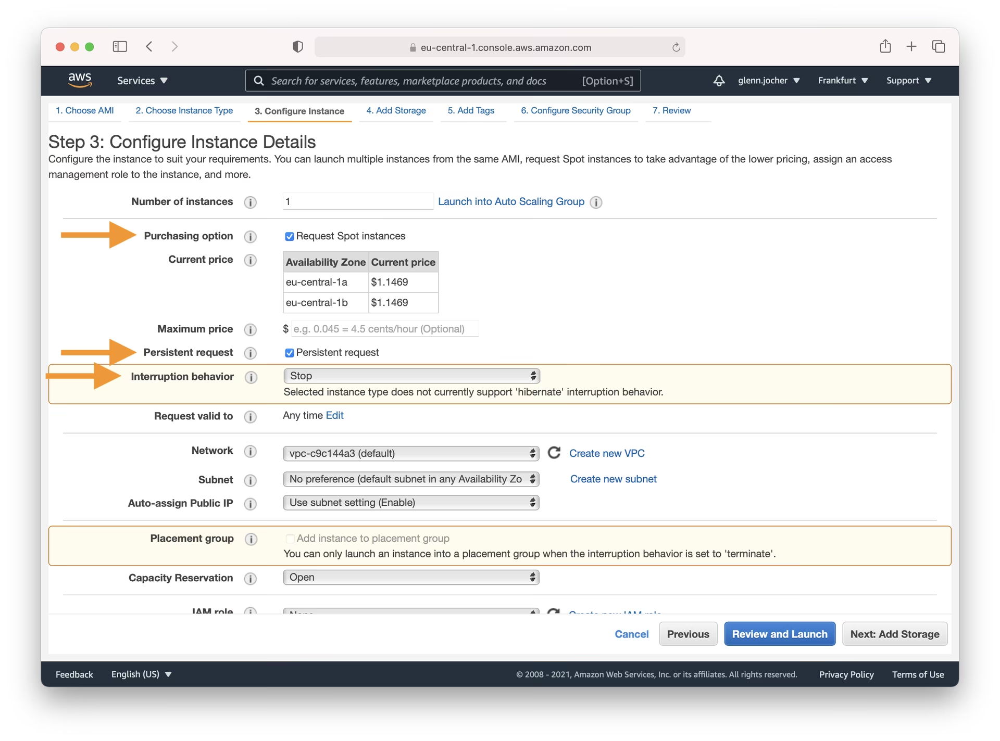 eu-central-1.console.aws.amazon.com
aws
Services
Search for services, features, marketplace products, and docs
[Option+S]
glenn.jocher
Frankfurt
Support
1. Choose AMI
2. Choose Instance Type
3. Configure Instance
4. Add Storage
5. Add Tags
6. Configure Security Group
7. Review
Step 3: Configure Instance Details
Configure the instance to suit your requirements. You can launch multiple instances from the same AMI, request Spot instances to take advantage of the lower pricing, assign an access
management role to the instance, and more.
Number of instances
1
Launch into Auto Scaling Group
Purchasing option
Request Spot instances
Current price
Availability Zone
Current price
eu-central-1a
$1.1469
eu-central-1b
$1.1469
Maximum price
$
e.g. 0.045 = 4.5 cents/hour (Optional)
Persistent request
Persistent request
Interruption behavior
Stop
Selected instance type does not currently support 'hibernate' interruption behavior.
Request valid to
Any time Edit
Network
vpc-c9c144a3 (default)
Create new VPC
Subnet
No preference (default subnet in any Availability Zo
Create new subnet
Auto-assign Public IP
Use subnet setting (Enable)
Placement group
Add instance to placement group
You can only launch an instance into a placement group when the interruption behavior is set to 'terminate'.
Capacity Reservation
Open
IAM role
None
Create new IAM role
Cancel
Previous
Review and Launch
Next: Add Storage
Feedback
English (US)
© 2008 - 2021, Amazon Web Services, Inc. or its affiliates. All rights reserved.
Privacy Policy
Terms of Use